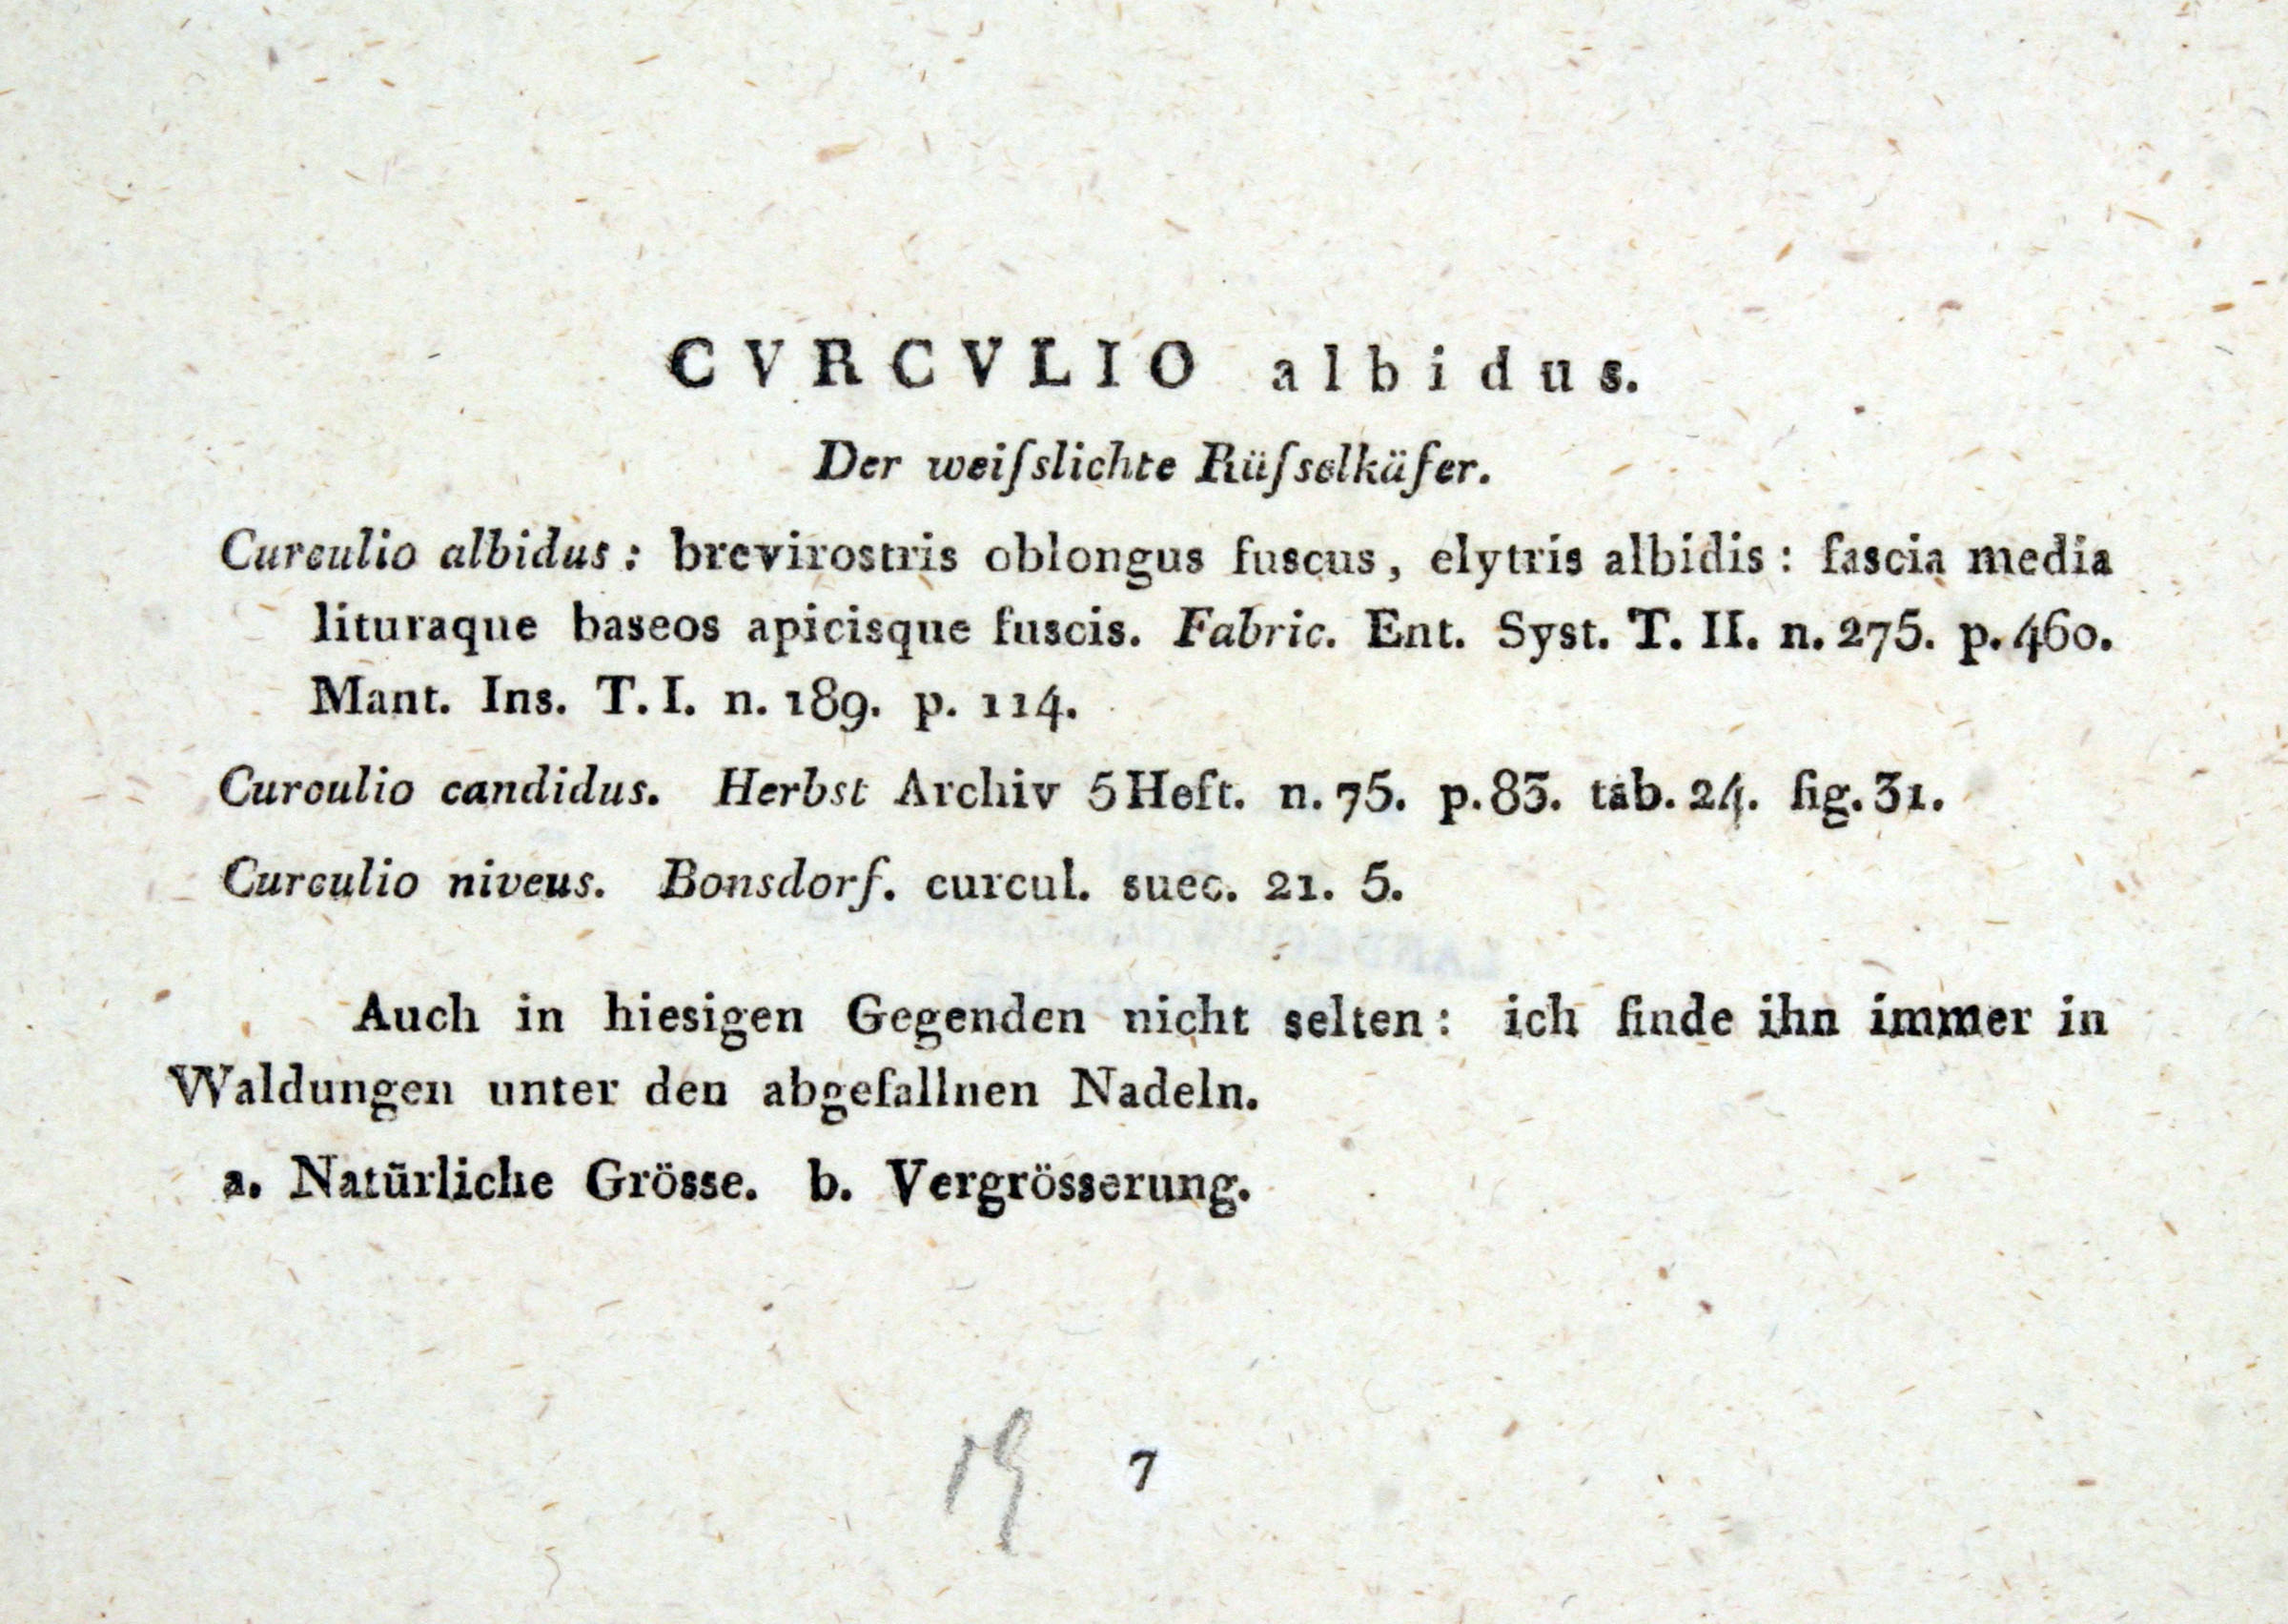 CVRCVLIO albidus.
Der weiſslichte Rüſselkäfer.
Curculio albidus: brevirostris oblongus fuscus, elytris albidis: fascia media
lituraque baseos apicisque fuscis. Fabric. Ent. Syst. T. II. n. 275. p. 460.
Mant. Ins. T. I. n. 189. p. 114.
Curculio candidus. Herbst Archiv 5 Heft. n. 75. p. 83. tab. 24. fig. 31.
Curculio niveus. Bonsdorf. curcul. suec. 21. 5.
Auch in hiesigen Gegenden nicht selten: ich finde ihn immer in
Waldungen unter den abgefallnen Nadeln.
a. Natürliche Grösse. b. Vergrösserung.
19 7